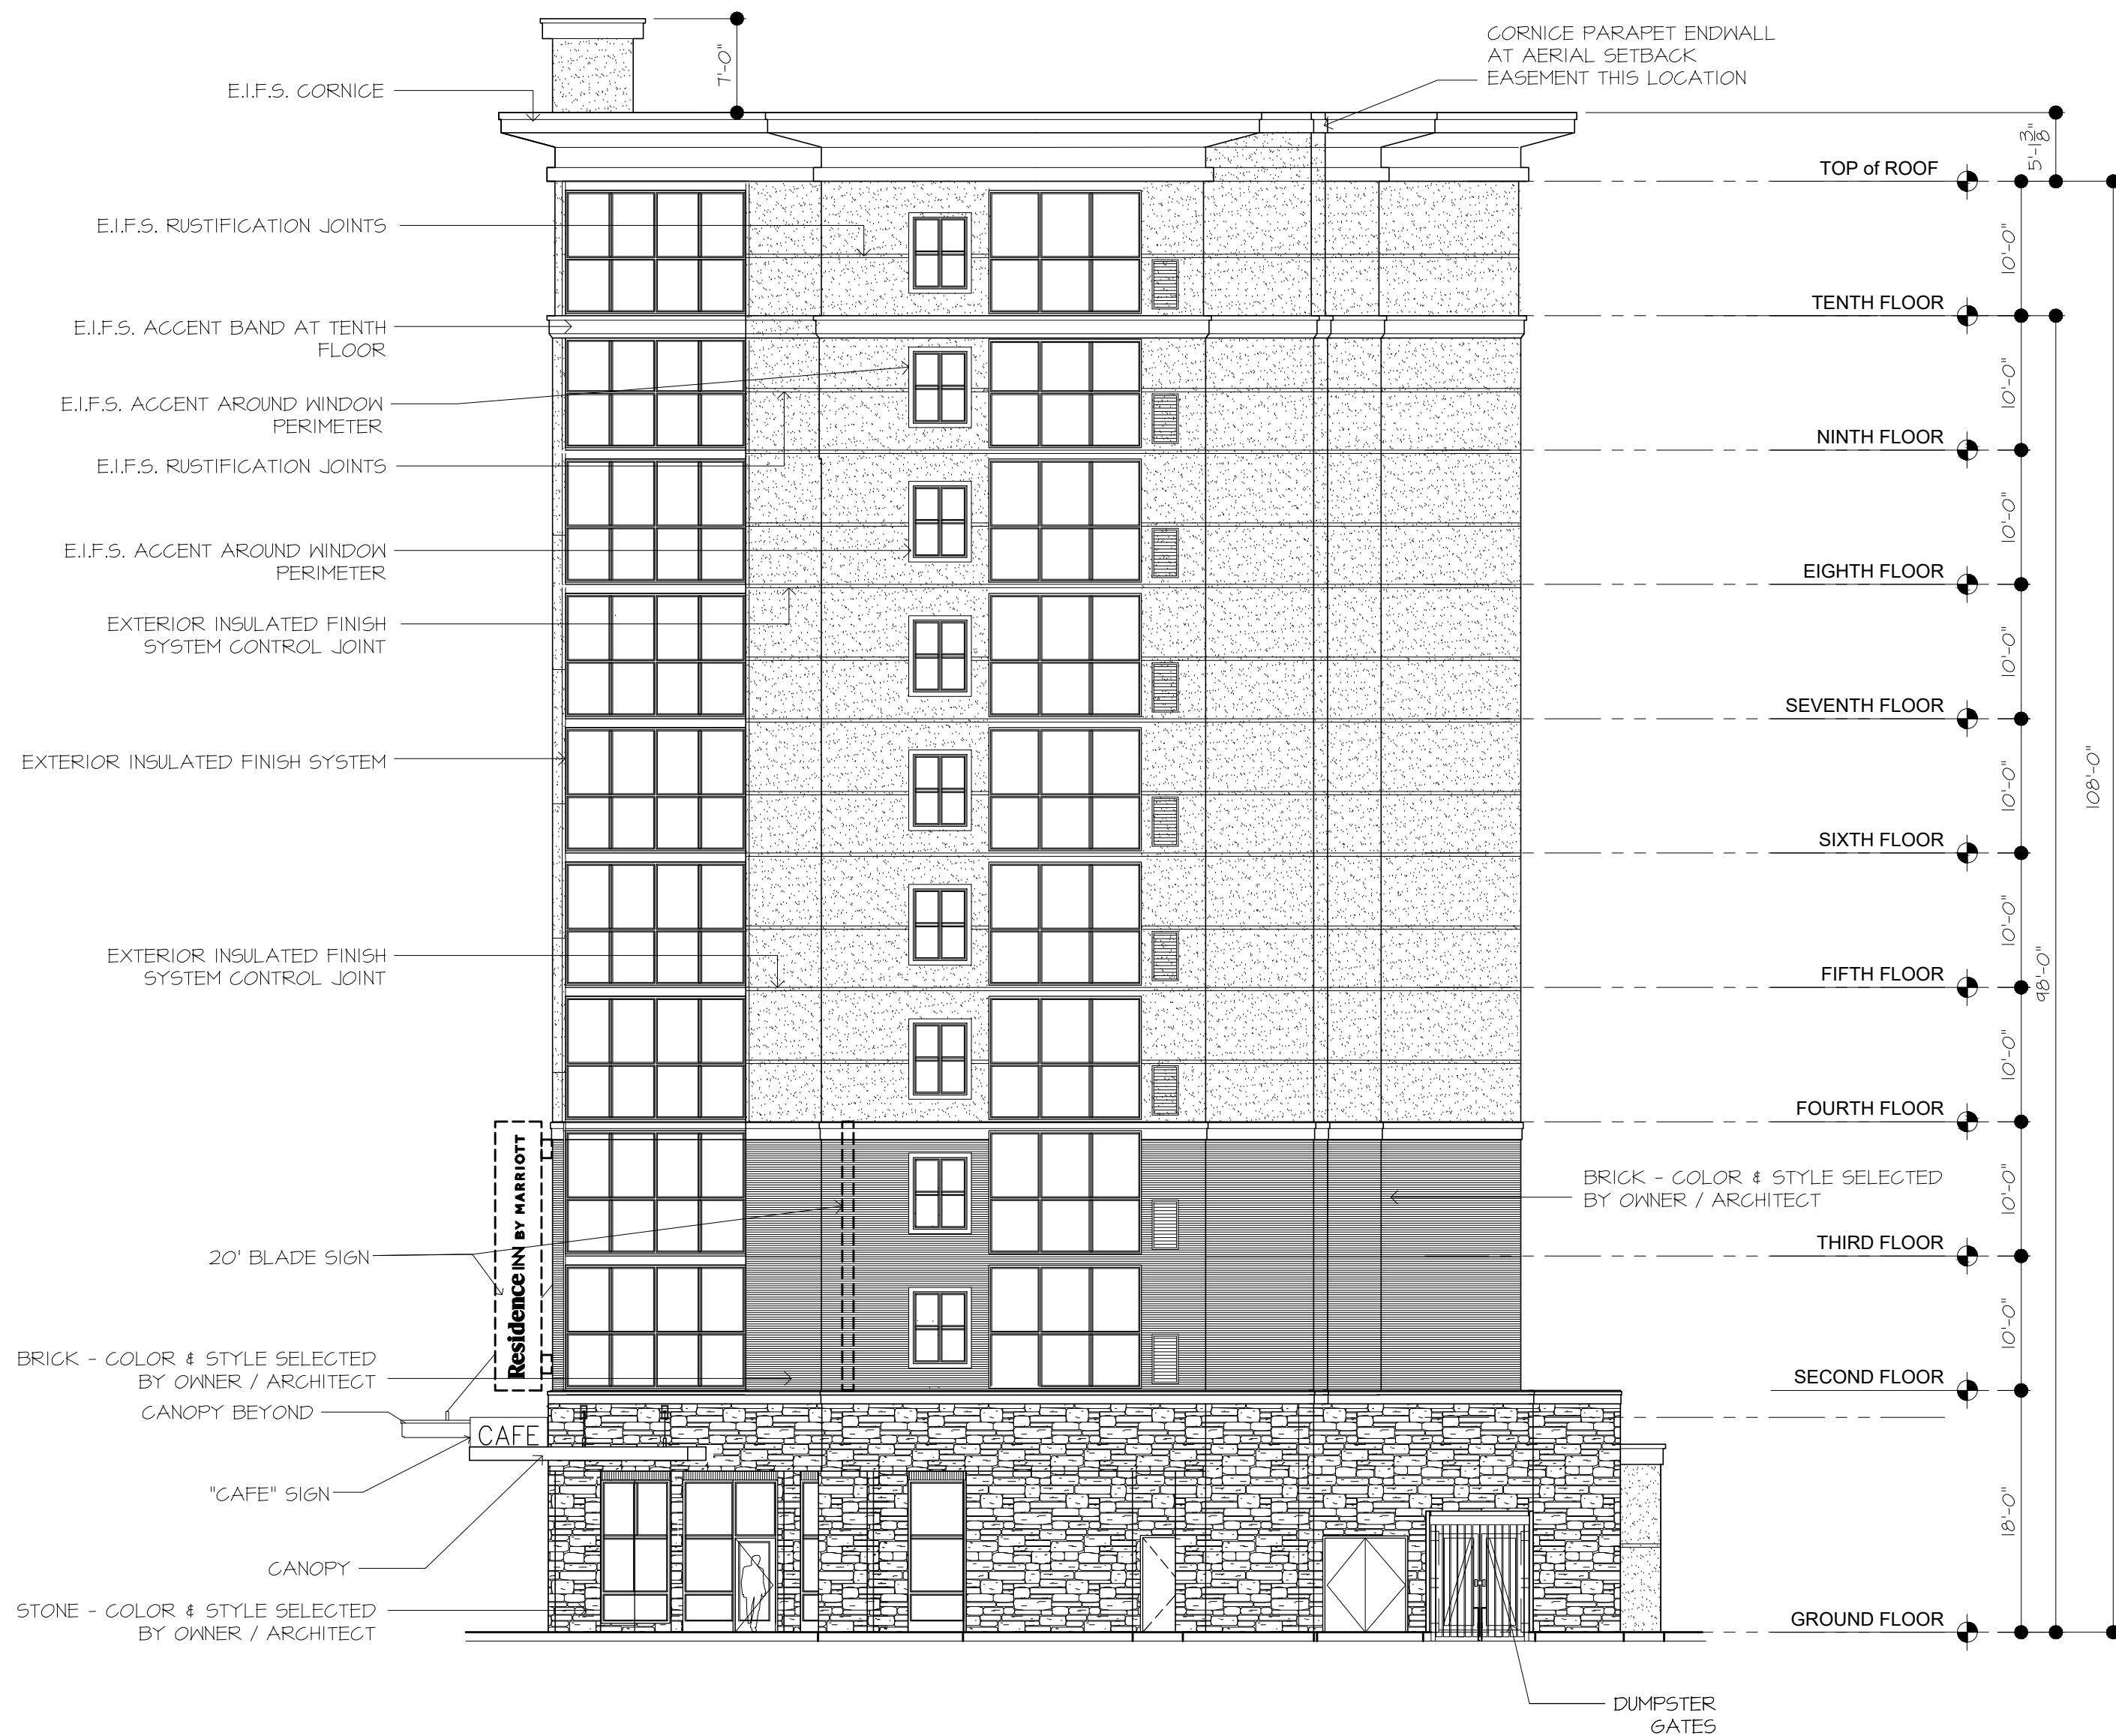 7'-0"
CORNICE PARAPET ENDWALL
AT AERIAL SETBACK
EASEMENT THIS LOCATION
E.I.F.S. CORNICE
5'-1 3/8"
TOP of ROOF
E.I.F.S. RUSTIFICATION JOINTS
10'-0"
TENTH FLOOR
E.I.F.S. ACCENT BAND AT TENTH
FLOOR
10'-0"
E.I.F.S. ACCENT AROUND WINDOW
PERIMETER
NINTH FLOOR
E.I.F.S. RUSTIFICATION JOINTS
10'-0"
E.I.F.S. ACCENT AROUND WINDOW
PERIMETER
EIGHTH FLOOR
EXTERIOR INSULATED FINISH
SYSTEM CONTROL JOINT
10'-0"
SEVENTH FLOOR
EXTERIOR INSULATED FINISH SYSTEM
10'-0"
108'-0"
SIXTH FLOOR
10'-0"
EXTERIOR INSULATED FINISH
SYSTEM CONTROL JOINT
FIFTH FLOOR
98'-0"
10'-0"
FOURTH FLOOR
Residence INN BY MARRIOTT
BRICK - COLOR & STYLE SELECTED
BY OWNER / ARCHITECT
10'-0"
THIRD FLOOR
20' BLADE SIGN
10'-0"
BRICK - COLOR & STYLE SELECTED
BY OWNER / ARCHITECT
SECOND FLOOR
CANOPY BEYOND
CAFE
"CAFE" SIGN
18'-0"
CANOPY
STONE - COLOR & STYLE SELECTED
BY OWNER / ARCHITECT
GROUND FLOOR
DUMPSTER
GATES